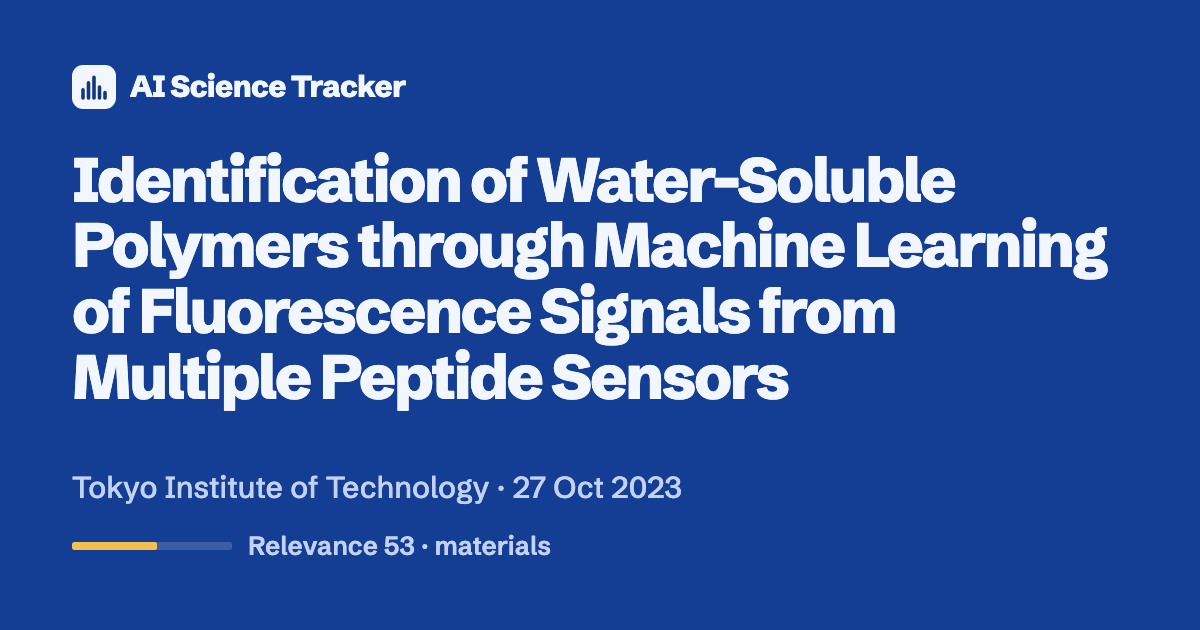 AI Science Tracker
Identification of Water-Soluble
Polymers through Machine Learning
of Fluorescence Signals from
Multiple Peptide Sensors
Tokyo Institute of Technology · 27 Oct 2023
Relevance 53 · materials